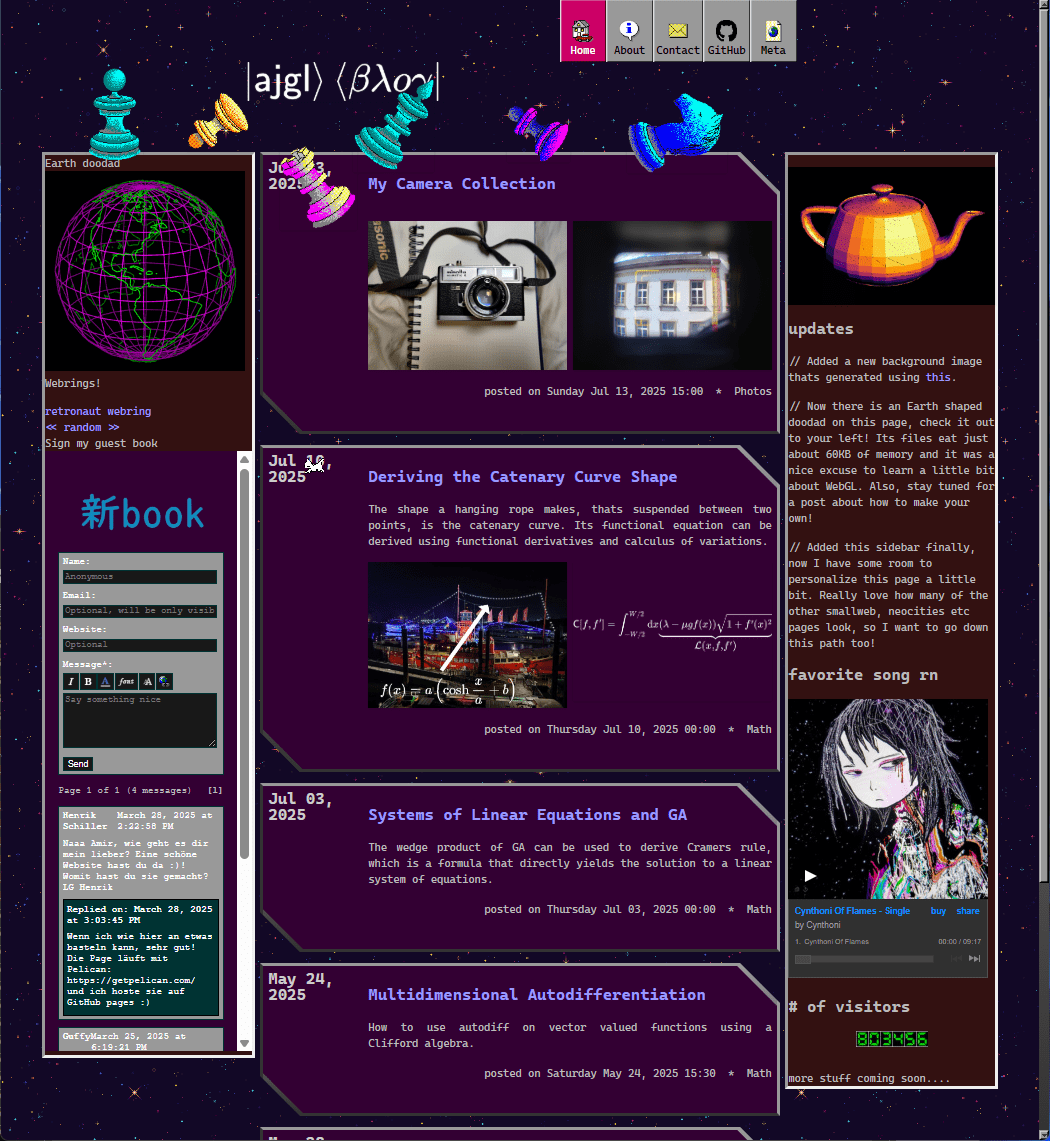 Home
About
Contact
GitHub
Meta
|ajgl⟩ ⟨βλογ|
Earth doodad
Webrings!
retronaut webring
<< random >>
Sign my guest book
新book
Name:
Anonymous
Email:
Optional, will be only visib
Website:
Optional
Message*:
I B A font A
Say something nice
Send
Page 1 of 1 (4 messages) [1]
Henrik Schiller
March 28, 2025 at
2:22:58 PM
Naaa Amir, wie geht es dir
mein lieber? Eine schöne
Website hast du da :)!
Womit hast du sie gemacht?
LG Henrik
Replied on: March 28, 2025
at 3:03:45 PM
Wenn ich wie hier an etwas
basteln kann, sehr gut!
Die Page läuft mit
Pelican:
https://getpelican.com/
und ich hoste sie auf
GitHub pages :)
Guffy
March 25, 2025 at
6:19:21 PM
2025
My Camera Collection
minolta
posted on Sunday Jul 13, 2025 15:00 * Photos
Jul 10,
2025
Deriving the Catenary Curve Shape
The shape a hanging rope makes, thats suspended between two
points, is the catenary curve. Its functional equation can be
derived using functional derivatives and calculus of variations.
f(x) = a (cosh x/a + b)
C[f, f′] = ∫_{-W/2}^{W/2} dx(λ − μgf(x))√(1 + f′(x)²)
ℒ(x,f,f′)
posted on Thursday Jul 10, 2025 00:00 * Math
Jul 03,
2025
Systems of Linear Equations and GA
The wedge product of GA can be used to derive Cramers rule,
which is a formula that directly yields the solution to a linear
system of equations.
posted on Thursday Jul 03, 2025 00:00 * Math
May 24,
2025
Multidimensional Autodifferentiation
How to use autodiff on vector valued functions using a
Clifford algebra.
posted on Saturday May 24, 2025 15:30 * Math
updates
// Added a new background image
thats generated using this.
// Now there is an Earth shaped
doodad on this page, check it out
to your left! Its files eat just
about 60KB of memory and it was a
nice excuse to learn a little bit
about WebGL. Also, stay tuned for
a post about how to make your
own!
// Added this sidebar finally,
now I have some room to
personalize this page a little
bit. Really love how many of the
other smallweb, neocities etc
pages look, so I want to go down
this path too!
favorite song rn
Cynthoni Of Flames - Single buy share
by Cynthoni
1. Cynthoni Of Flames 00:00 / 09:17
# of visitors
803456
more stuff coming soon....